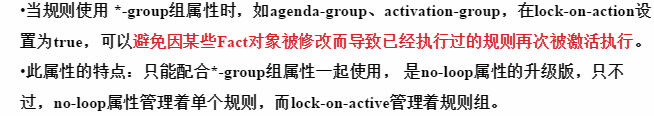 •当规则使用 *-group组属性时，如agenda-group、activation-group，在lock-on-action设
置为true，可以避免因某些Fact对象被修改而导致已经执行过的规则再次被激活执行。
•此属性的特点：只能配合*-group组属性一起使用， 是no-loop属性的升级版，只不
过，no-loop属性管理着单个规则，而lock-on-active管理着规则组。